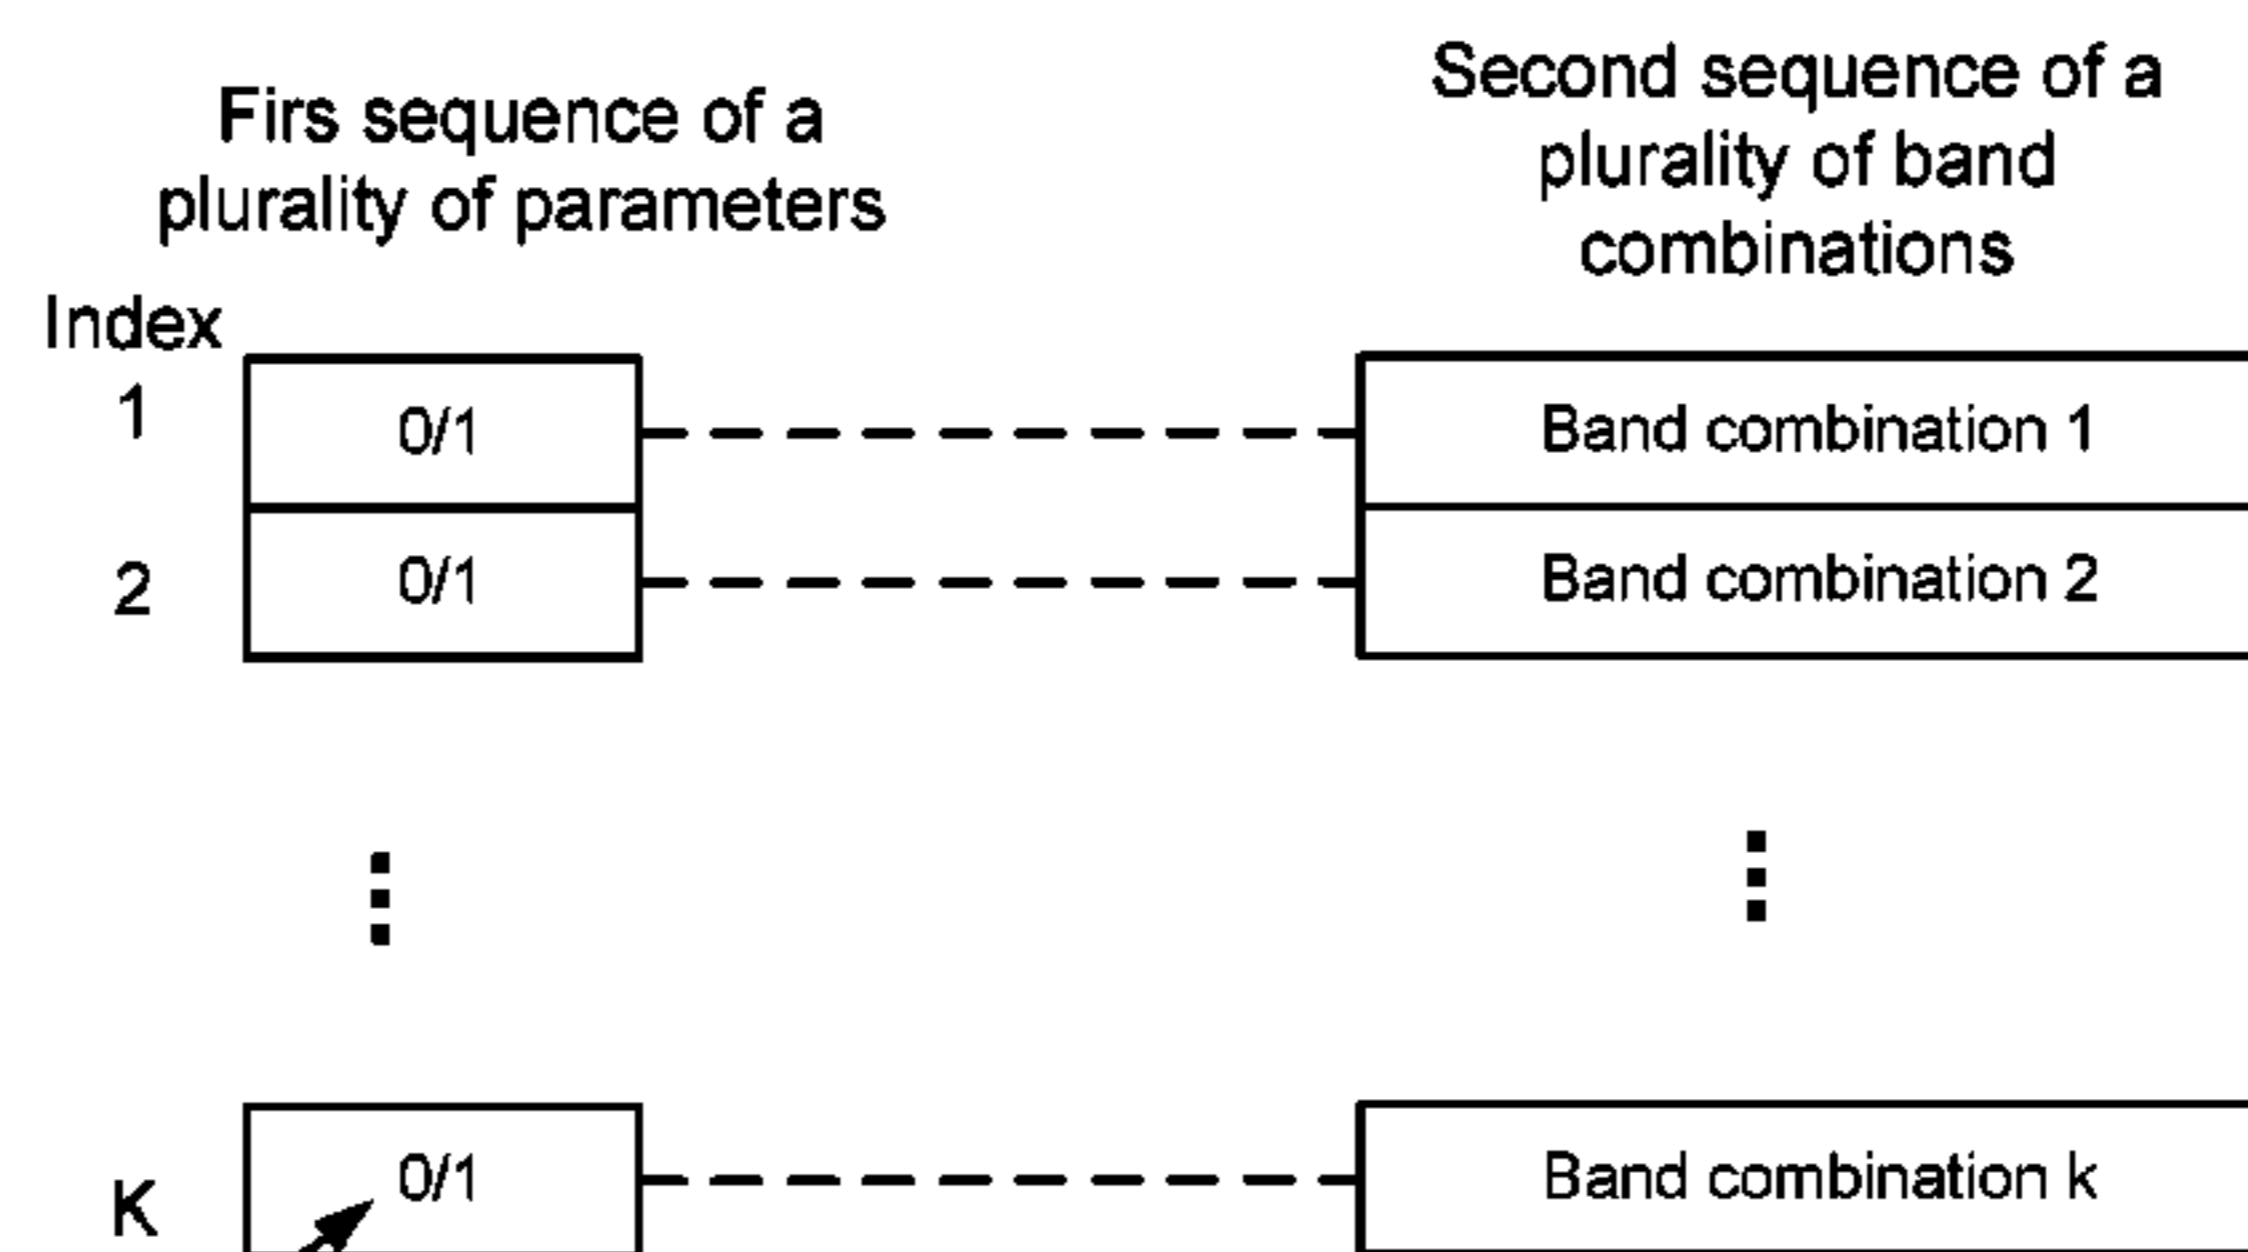 Firs sequence of a
plurality of parameters
Second sequence of a
plurality of band
combinations
Index
1
0/1
Band combination 1
2
0/1
Band combination 2
K
0/1
Band combination k